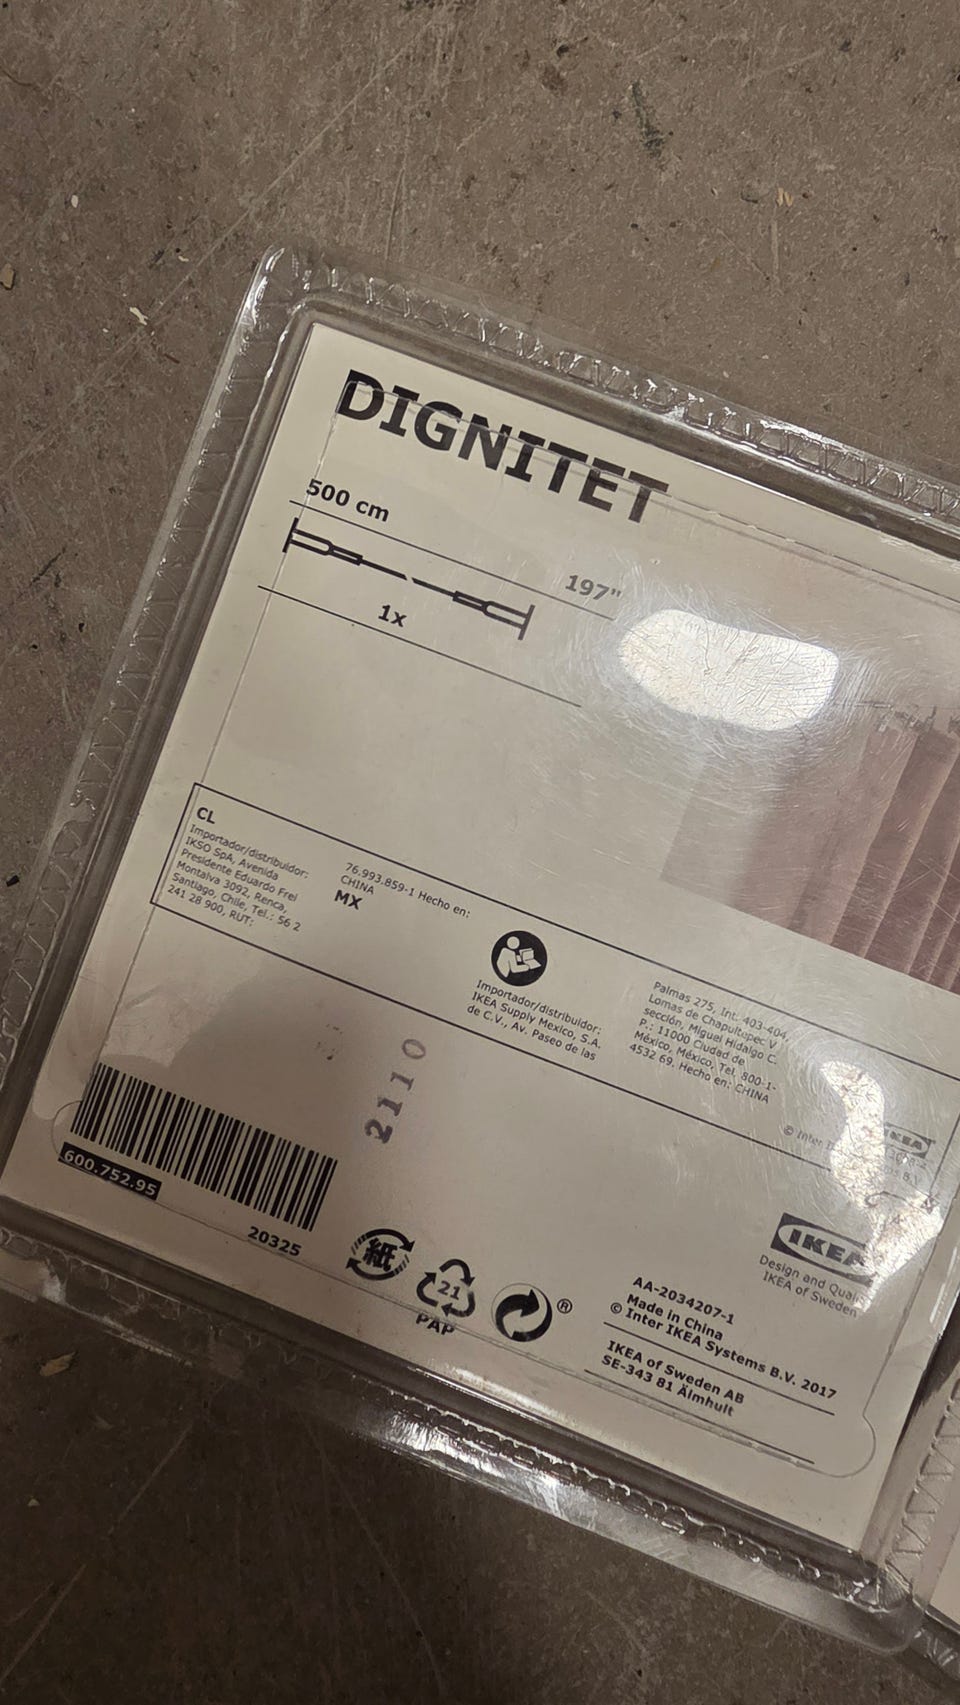 DIGNITET
500 cm
197"
1x
CL
Importador/distribuidor:
IKSO SpA, Avenida
Presidente Eduardo Frei
Montalva 3092, Renca,
Santiago, Chile, Tel.: 56 2
241 28 900, RUT:
76.993.859-1 Hecho en:
CHINA
MX
Importador/distribuidor:
IKEA Supply Mexico, S.A.
de C.V., Av. Paseo de las
Palmas 275, Int. 403-404,
Lomas de Chapultepec V
sección, Miguel Hidalgo C.
P.: 11000 Ciudad de
México, México, Tel. 800-1-
4532 69. Hecho en: CHINA
© Inter
IKEA
2110
600.752.95
20325
紙
21
PAP
®
IKEA
Design and
IKEA of Sweden
AA-2034207-1
Made in China
© Inter IKEA Systems B.V. 2017
IKEA of Sweden AB
SE-343 81 Älmhult